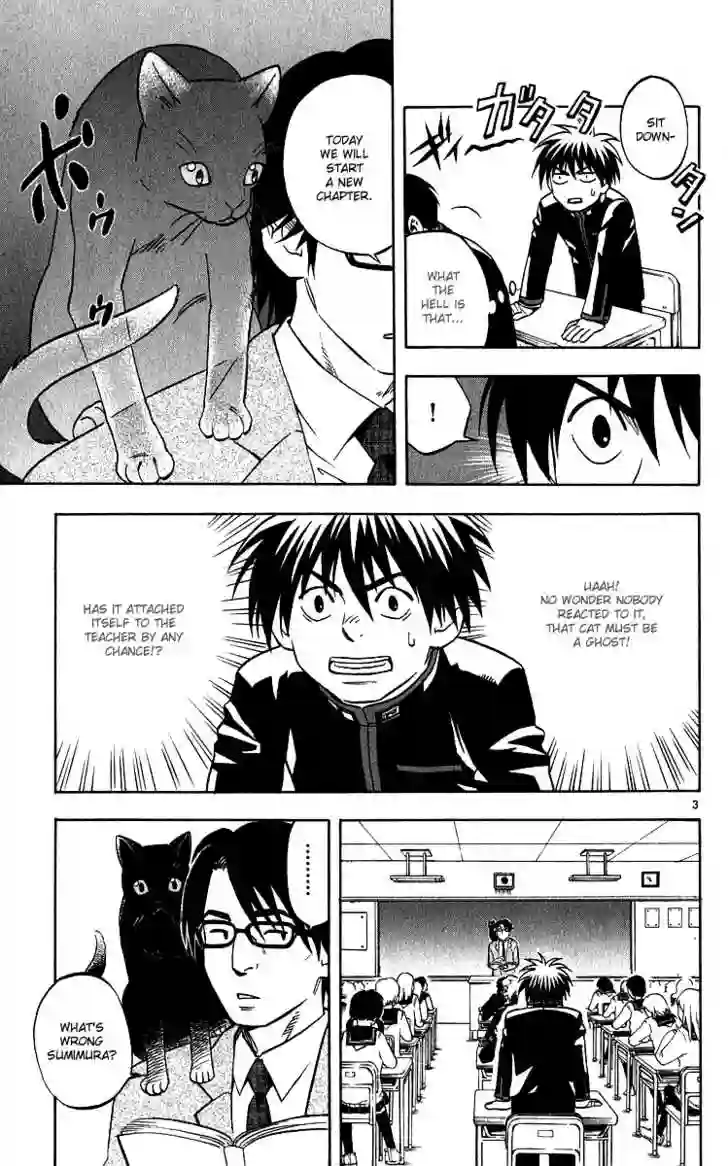 SIT
DOWN-
ガタタ
タン
ギィ
WHAT
THE
HELL IS
THAT...
TODAY
WE WILL
START
A NEW
CHAPTER.
ボゥゥ
!
HAAH!
NO WONDER NOBODY
REACTED TO IT,
THAT CAT MUST BE
A GHOST!
HAS IT ATTACHED
ITSELF TO THE
TEACHER BY ANY
CHANCE!?
3
.........
WHAT'S
WRONG
SUMIMURA?